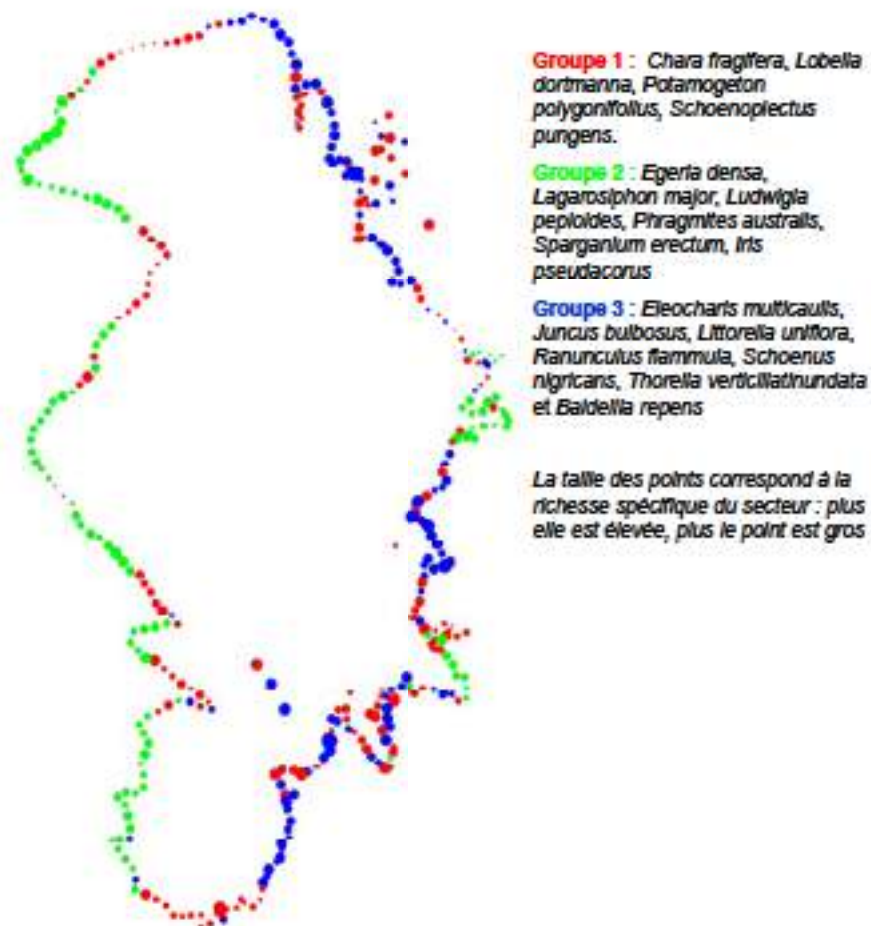 Groupe 1 : Chara fragifera, Lobelia
dortmanna, Potamogeton
polygonifolius, Schoenoplectus
pungens.
Groupe 2 : Egeria densa,
Lagarosiphon major, Ludwigia
peploides, Phragmites australis,
Sparganium erectum, Iris
pseudacorus
Groupe 3 : Eleocharis multicaulis,
Juncus bulbosus, Littorella uniflora,
Ranunculus flammula, Schoenus
nigricans, Thorella verticillatinundata
et Baldellia repens
La taille des points correspond à la
richesse spécifique du secteur : plus
elle est élevée, plus le point est gros